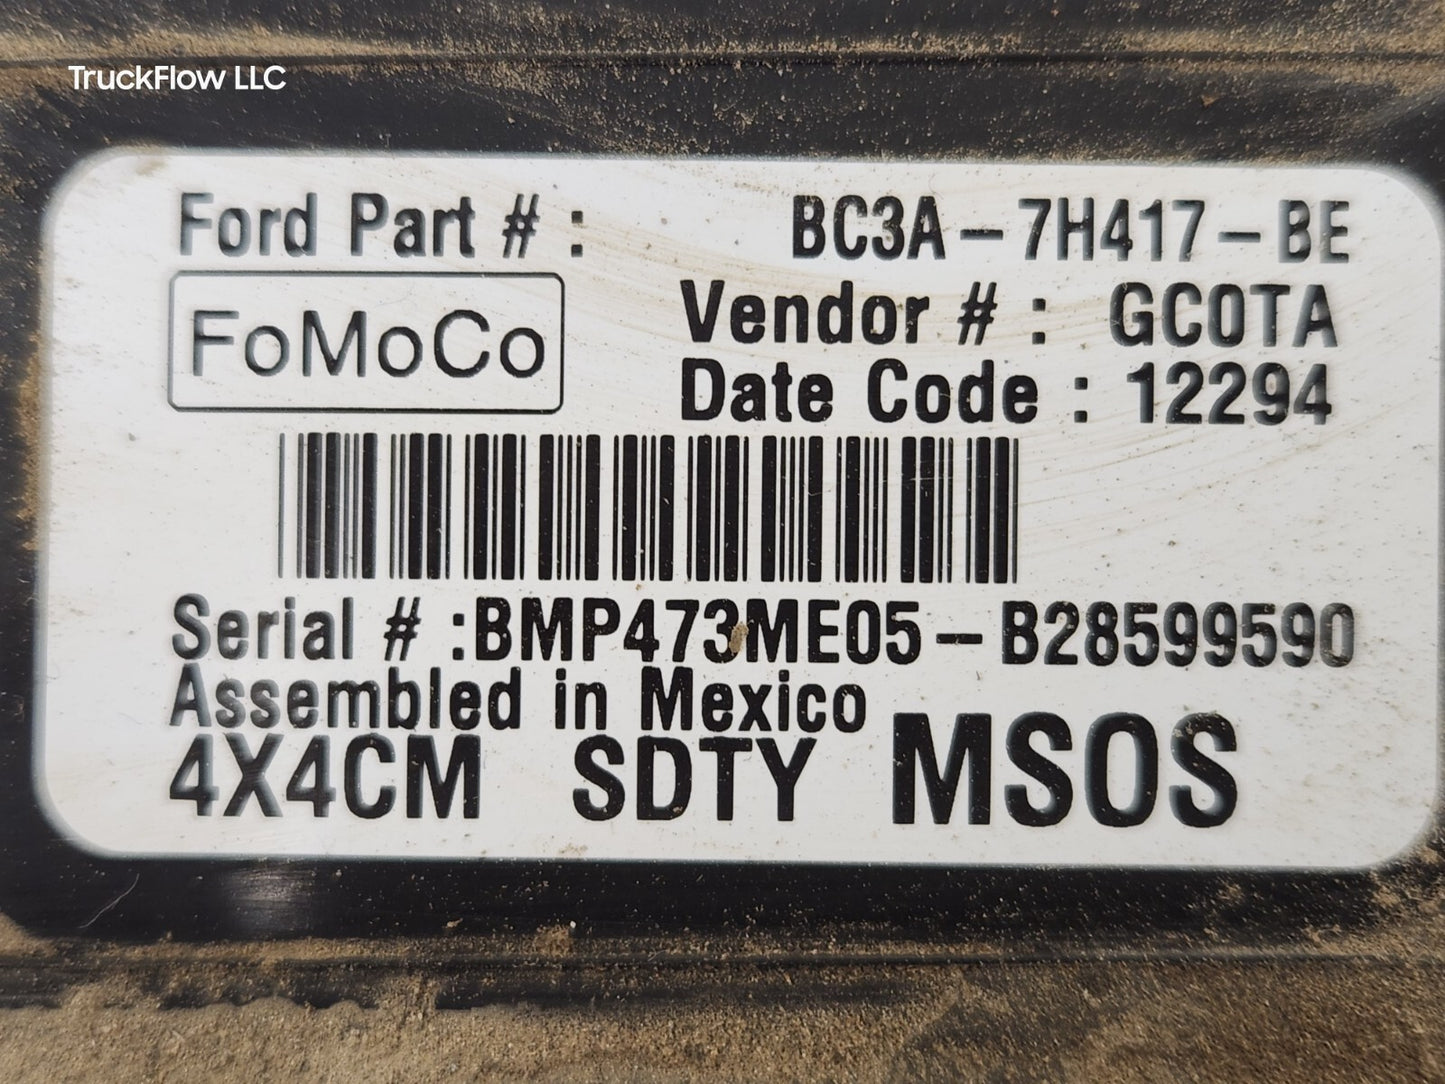 TruckFlow LLC
Ford Part # : BC3A-7H417-BE
FoMoCo
Vendor # : GC0TA
Date Code : 12294
Serial # :BMP473ME05-B28599590
Assembled in Mexico
4X4CM SDTY MSOS